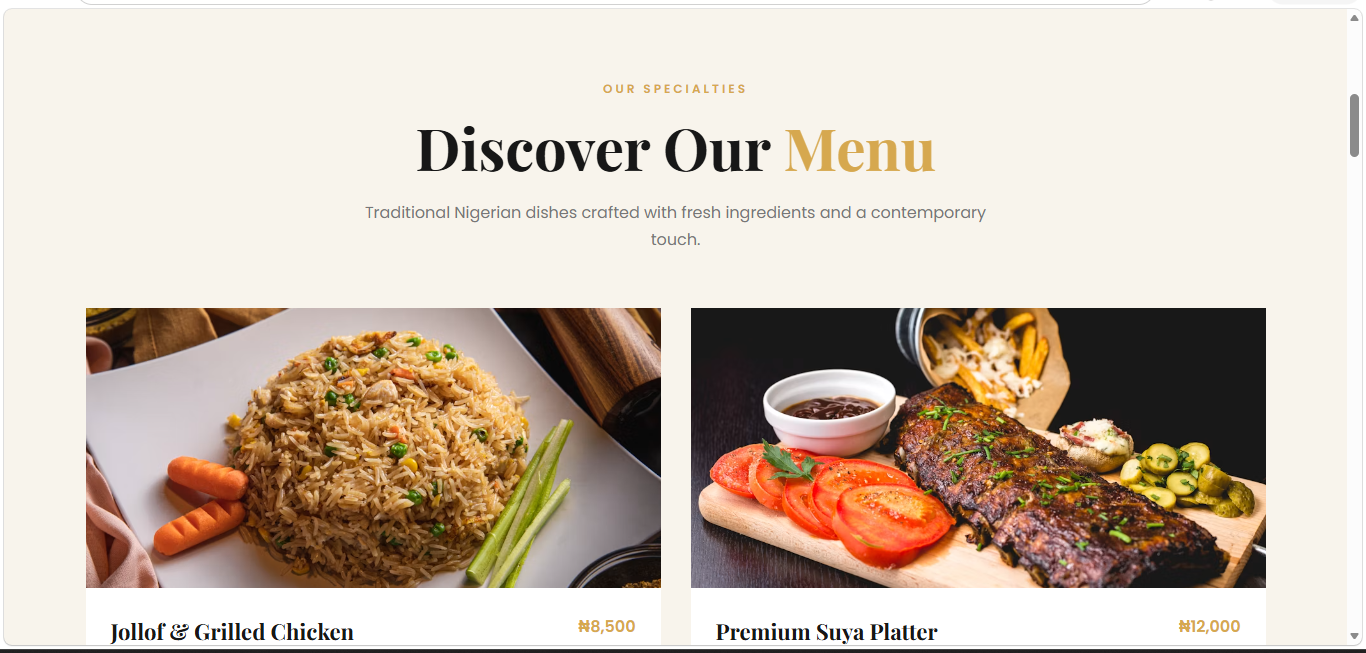 OUR SPECIALTIES
Discover Our Menu
Traditional Nigerian dishes crafted with fresh ingredients and a contemporary
touch.
Jollof & Grilled Chicken
₦8,500
Premium Suya Platter
₦12,000